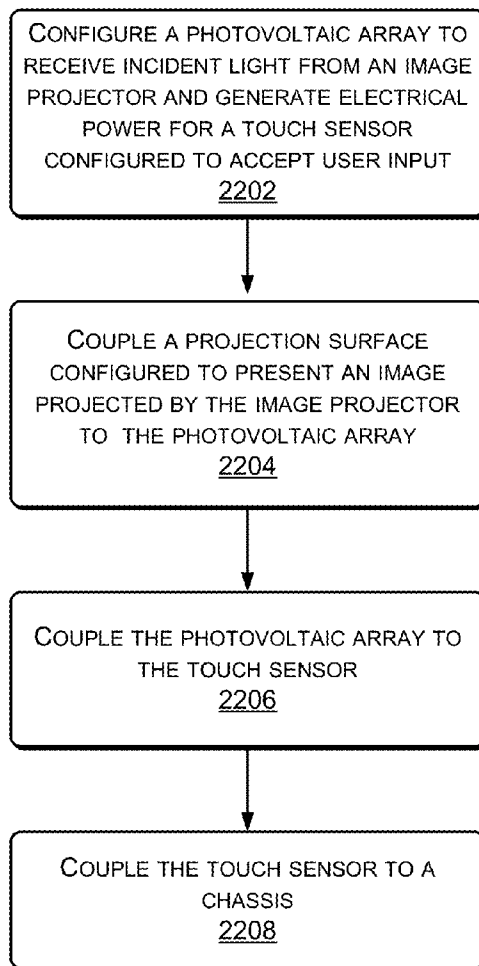 CONFIGURE A PHOTOVOLTAIC ARRAY TO
RECEIVE INCIDENT LIGHT FROM AN IMAGE
PROJECTOR AND GENERATE ELECTRICAL
POWER FOR A TOUCH SENSOR
CONFIGURED TO ACCEPT USER INPUT
2202
COUPLE A PROJECTION SURFACE
CONFIGURED TO PRESENT AN IMAGE
PROJECTED BY THE IMAGE PROJECTOR
TO THE PHOTOVOLTAIC ARRAY
2204
COUPLE THE PHOTOVOLTAIC ARRAY TO
THE TOUCH SENSOR
2206
COUPLE THE TOUCH SENSOR TO A
CHASSIS
2208